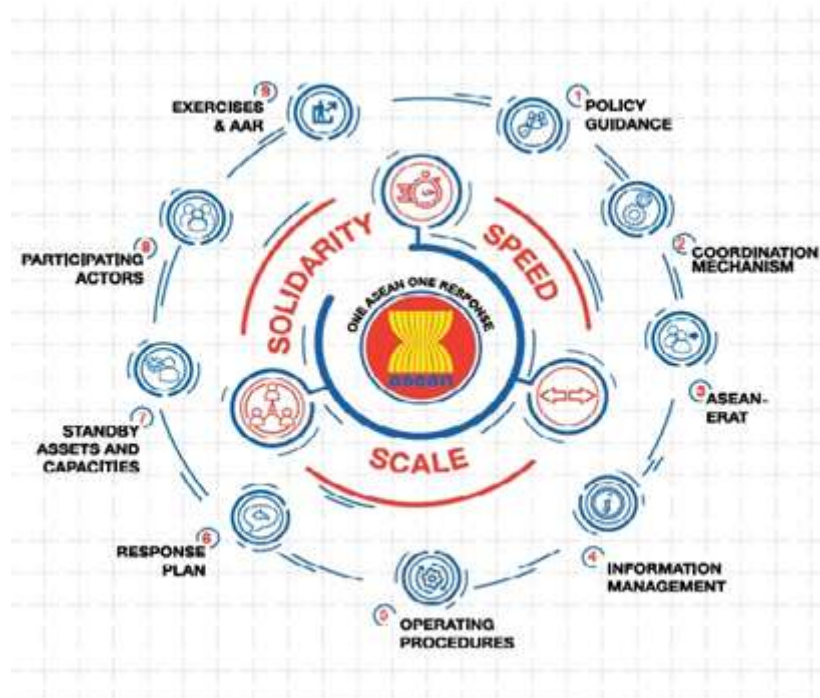 ONE ASEAN ONE RESPONSE
asean
SOLIDARITY
SPEED
SCALE
1
POLICY
GUIDANCE
2
COORDINATION
MECHANISM
3
ASEAN-
ERAT
4
INFORMATION
MANAGEMENT
5
OPERATING
PROCEDURES
6
RESPONSE
PLAN
7
STANDBY
ASSETS AND
CAPACITIES
8
PARTICIPATING
ACTORS
9
EXERCISES
& AAR